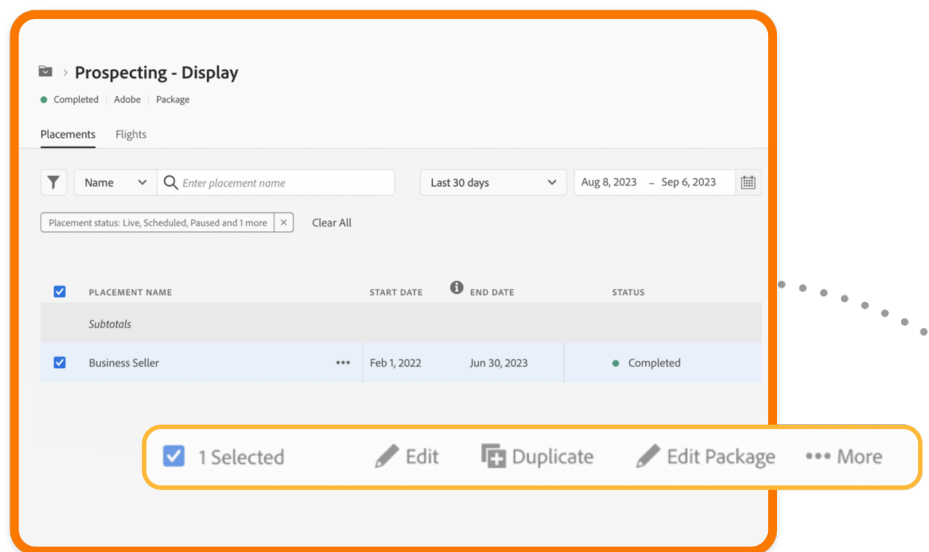 › Prospecting - Display
Completed | Adobe | Package
Placements Flights
Name Enter placement name Last 30 days Aug 8, 2023 – Sep 6, 2023
Placement status: Live, Scheduled, Paused and 1 more × Clear All
PLACEMENT NAME START DATE END DATE STATUS
Subtotals
Business Seller ••• Feb 1, 2022 Jun 30, 2023 Completed
1 Selected Edit Duplicate Edit Package ••• More